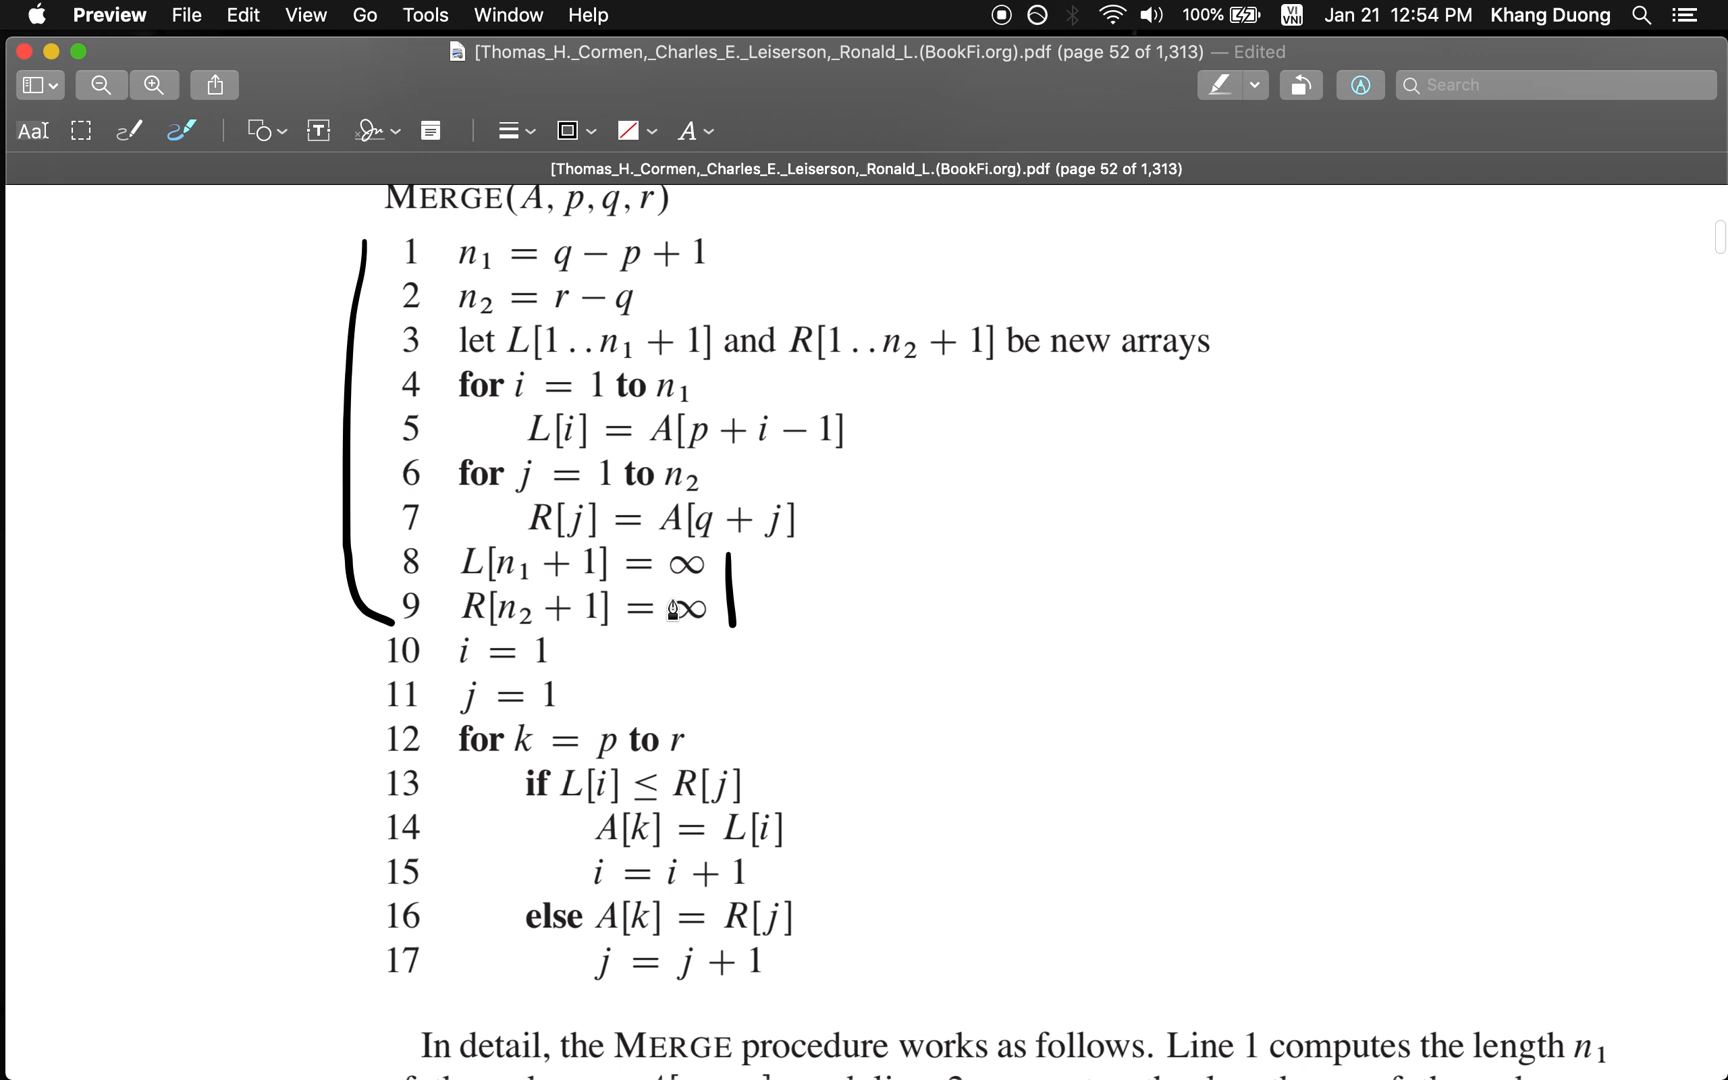 Preview File Edit View Go Tools Window Help 100% VI VNI Jan 21 12:54 PM Khang Duong
[Thomas_H._Cormen,_Charles_E._Leiserson,_Ronald_L.(BookFi.org).pdf (page 52 of 1,313) — Edited
Search
AaI T A
[Thomas_H._Cormen,_Charles_E._Leiserson,_Ronald_L.(BookFi.org).pdf (page 52 of 1,313)
MERGE(A, p, q, r)
1 n₁ = q − p + 1
2 n₂ = r − q
3 let L[1 . . n₁ + 1] and R[1 . . n₂ + 1] be new arrays
4 for i = 1 to n₁
5 L[i] = A[p + i − 1]
6 for j = 1 to n₂
7 R[j] = A[q + j]
8 L[n₁ + 1] = ∞
9 R[n₂ + 1] = ∞
10 i = 1
11 j = 1
12 for k = p to r
13 if L[i] ≤ R[j]
14 A[k] = L[i]
15 i = i + 1
16 else A[k] = R[j]
17 j = j + 1
In detail, the MERGE procedure works as follows. Line 1 computes the length n₁